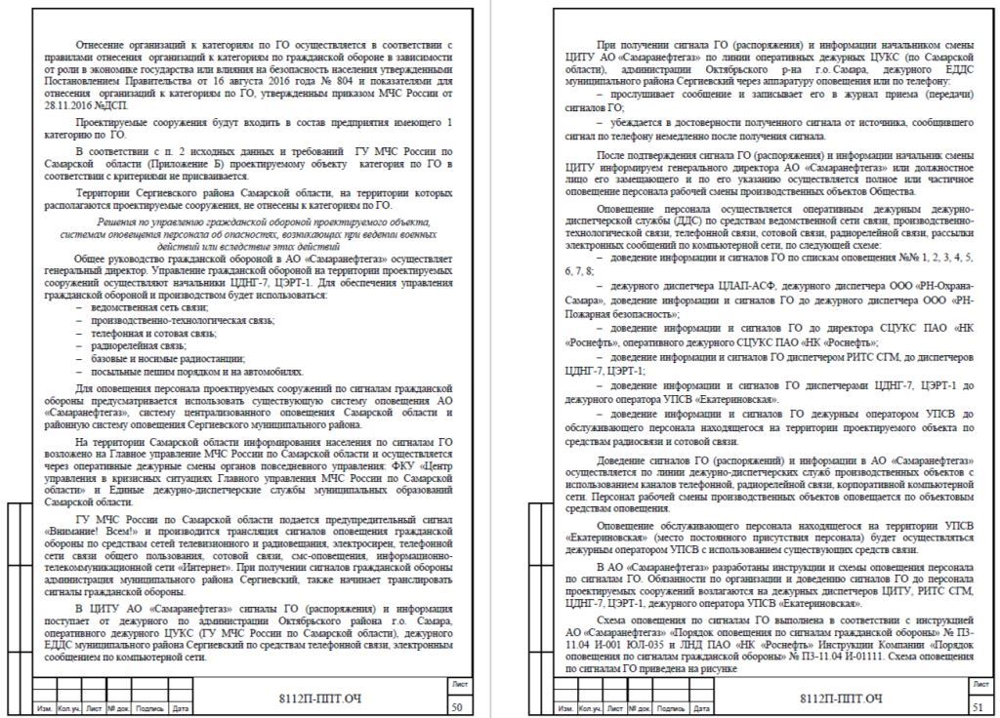 Отнесение организаций к категориям по ГО осуществляется в соответствии с
правилами отнесения организаций к категориям по гражданской обороне в зависимости
от роли в экономике государства или влияния на безопасность населения утвержденными
Постановлением Правительства от 16 августа 2016 года № 804 и показателями для
отнесения организаций к категориям по ГО, утвержденным приказом МЧС России от
28.11.2016 №ДСП.
Проектируемые сооружения будут входить в состав предприятия имеющего 1
категорию по ГО.
В соответствии с п. 2 исходных данных и требований ГУ МЧС России по
Самарской области (Приложение Б) проектируемому объекту категория по ГО в
соответствии с критериями не присваивается.
Территории Сергиевского района Самарской области, на территории которых
располагаются проектируемые сооружения, не отнесены к категориям по ГО.
Решения по управлению гражданской обороной проектируемого объекта,
системам оповещения персонала об опасностях, возникающих при ведении военных
действий или вследствие этих действий
Общее руководство гражданской обороной в АО «Самаранефтегаз» осуществляет
генеральный директор. Управление гражданской обороной на территории проектируемых
сооружений осуществляют начальники ЦДНГ-7, ЦЭРТ-1. Для обеспечения управления
гражданской обороной и производством будет использоваться:
– ведомственная сеть связи;
– производственно-технологическая связь;
– телефонная и сотовая связь;
– радиорелейная связь;
– базовые и носимые радиостанции;
– посыльные пешим порядком и на автомобилях.
Для оповещения персонала проектируемых сооружений по сигналам гражданской
обороны предусматривается использовать существующую систему оповещения АО
«Самаранефтегаз», систему централизованного оповещения Самарской области и
районную систему оповещения Сергиевского муниципального района.
На территории Самарской области информирования населения по сигналам ГО
возложено на Главное управление МЧС России по Самарской области и осуществляется
через оперативные дежурные смены органов повседневного управления: ФКУ «Центр
управления в кризисных ситуациях Главного управления МЧС России по Самарской
области» и Единые дежурно-диспетчерские службы муниципальных образований
Самарской области.
ГУ МЧС России по Самарской области подается предупредительный сигнал
«Внимание! Всем!» и производится трансляция сигналов оповещения гражданской
обороны по средствам сетей телевизионного и радиовещания, электросирен, телефонной
сети связи общего пользования, сотовой связи, смс-оповещения, информационно-
телекоммуникационной сети «Интернет». При получении сигналов гражданской обороны
администрация муниципального района Сергиевский, также начинает транслировать
сигналы гражданской обороны.
В ЦИТУ АО «Самаранефтегаз» сигналы ГО (распоряжения) и информация
поступает от дежурного по администрации Октябрьского района г.о. Самара,
оперативного дежурного ЦУКС (ГУ МЧС России по Самарской области), дежурного
ЕДДС муниципального района Сергиевский по средствам телефонной связи, электронным
сообщением по компьютерной сети.
Изм. Кол.уч. Лист № док. Подпись Дата
8112П-ППТ.ОЧ
Лист
50
При получении сигнала ГО (распоряжения) и информации начальником смены
ЦИТУ АО «Самаранефтегаз» по линии оперативных дежурных ЦУКС (по Самарской
области), администрации Октябрьского р-на г.о. Самара, дежурного ЕДДС
муниципального района Сергиевский через аппаратуру оповещения или по телефону:
– прослушивает сообщение и записывает его в журнал приема (передачи)
сигналов ГО;
– убеждается в достоверности полученного сигнала от источника, сообщившего
сигнал по телефону немедленно после получения сигнала.
После подтверждения сигнала ГО (распоряжения) и информации начальник смены
ЦИТУ информируем генерального директора АО «Самаранефтегаз» или должностное
лицо его замещающего и по его указанию осуществляется полное или частичное
оповещение персонала рабочей смены производственных объектов Общества.
Оповещение персонала осуществляется оперативным дежурным дежурно-
диспетчерской службы (ДДС) по средствам ведомственной сети связи, производственно-
технологической связи, телефонной связи, сотовой связи, радиорелейной связи, рассылки
электронных сообщений по компьютерной сети, по следующей схеме:
– доведение информации и сигналов ГО по спискам оповещения №№ 1, 2, 3, 4, 5,
6, 7, 8;
– дежурного диспетчера ЦЛАП-АСФ, дежурного диспетчера ООО «РН-Охрана-
Самара», доведение информации и сигналов ГО до дежурного диспетчера ООО «РН-
Пожарная безопасность»;
– доведение информации и сигналов ГО до директора СЦУКС ПАО «НК
«Роснефть», оперативного дежурного СЦУКС ПАО «НК «Роснефть»;
– доведение информации и сигналов ГО диспетчером РИТС СГМ, до диспетчеров
ЦДНГ-7, ЦЭРТ-1;
– доведение информации и сигналов ГО диспетчерами ЦДНГ-7, ЦЭРТ-1 до
дежурного оператора УПСВ «Екатериновская».
– доведение информации и сигналов ГО дежурным оператором УПСВ до
обслуживающего персонала находящегося на территории проектируемого объекта по
средствам радиосвязи и сотовой связи.
Доведение сигналов ГО (распоряжений) и информации в АО «Самаранефтегаз»
осуществляется по линии дежурно-диспетчерских служб производственных объектов с
использованием каналов телефонной, радиорелейной связи, корпоративной компьютерной
сети. Персонал рабочей смены производственных объектов оповещается по объектовым
средствам оповещения.
Оповещение обслуживающего персонала находящегося на территории УПСВ
«Екатериновская» (место постоянного присутствия персонала) будет осуществляться
дежурным оператором УПСВ с использованием существующих средств связи.
В АО «Самаранефтегаз» разработаны инструкции и схемы оповещения персонала
по сигналам ГО. Обязанности по организации и доведению сигналов ГО до персонала
проектируемых сооружений возлагаются на дежурных диспетчеров ЦИТУ, РИТС СГМ,
ЦДНГ-7, ЦЭРТ-1, дежурного оператора УПСВ «Екатериновская».
Схема оповещения по сигналам ГО выполнена в соответствии с инструкцией
АО «Самаранефтегаз» «Порядок оповещения по сигналам гражданской обороны» № П3-
11.04 И-001 ЮЛ-035 и ЛНД ПАО «НК «Роснефть» Инструкции Компании «Порядок
оповещения по сигналам гражданской обороны» № П3-11.04 И-01111. Схема оповещения
по сигналам ГО приведена на рисунке
Изм. Кол.уч. Лист № док. Подпись Дата
8112П-ППТ.ОЧ
Лист
51